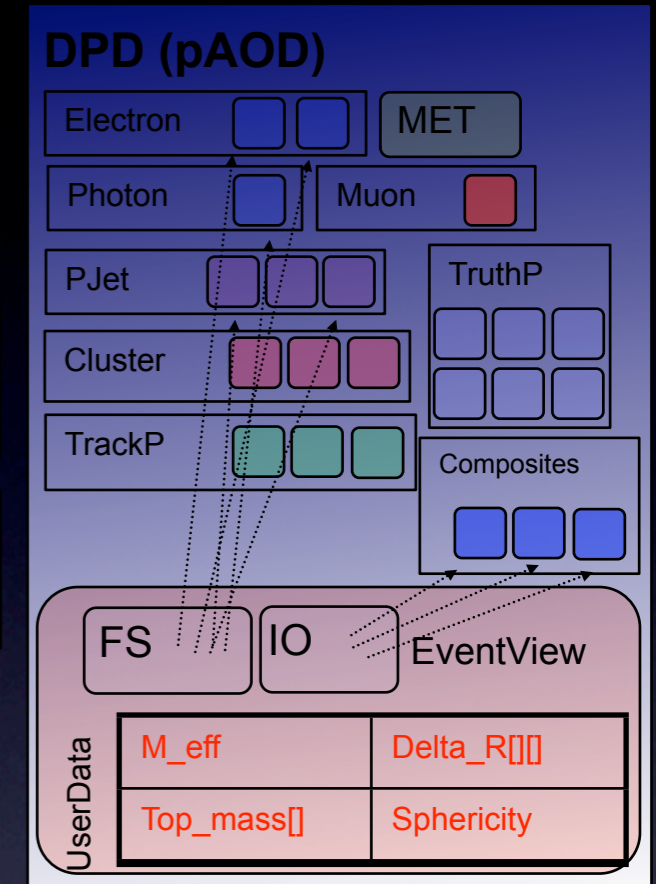 DPD (pAOD)
Electron
MET
Photon
Muon
PJet
TruthP
Cluster
TrackP
Composites
FS
IO
EventView
UserData
M_eff
Delta_R[][]
Top_mass[]
Sphericity